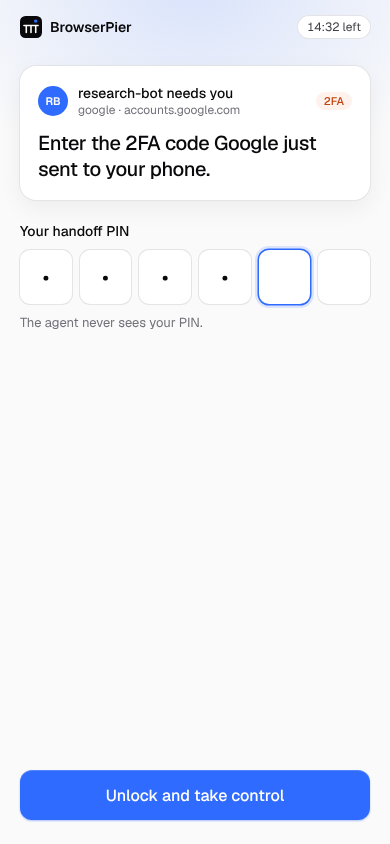 BrowserPier
14:32 left
RB
research-bot needs you
google · accounts.google.com
2FA
Enter the 2FA code Google just
sent to your phone.
Your handoff PIN
The agent never sees your PIN.
Unlock and take control